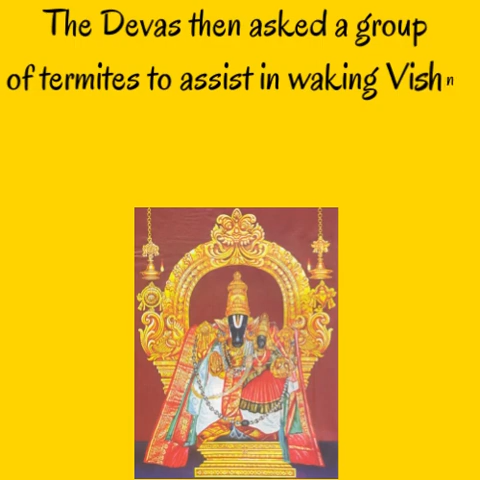 The Devas then asked a group
of termites to assist in waking Vishn